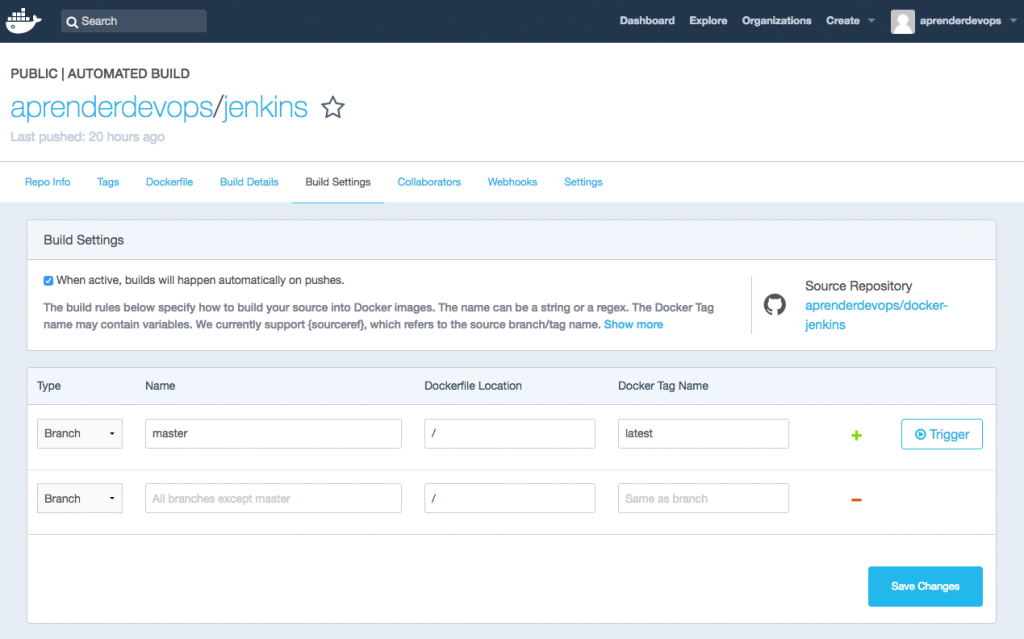 Search
Dashboard Explore Organizations Create aprenderdevops
PUBLIC | AUTOMATED BUILD
aprenderdevops/jenkins
Last pushed: 20 hours ago
Repo Info Tags Dockerfile Build Details Build Settings Collaborators Webhooks Settings
Build Settings
When active, builds will happen automatically on pushes.
The build rules below specify how to build your source into Docker images. The name can be a string or a regex. The Docker Tag
name may contain variables. We currently support {sourceref}, which refers to the source branch/tag name. Show more
Source Repository
aprenderdevops/docker-
jenkins
Type Name Dockerfile Location Docker Tag Name
Branch master / latest Trigger
Branch All branches except master / Same as branch
Save Changes